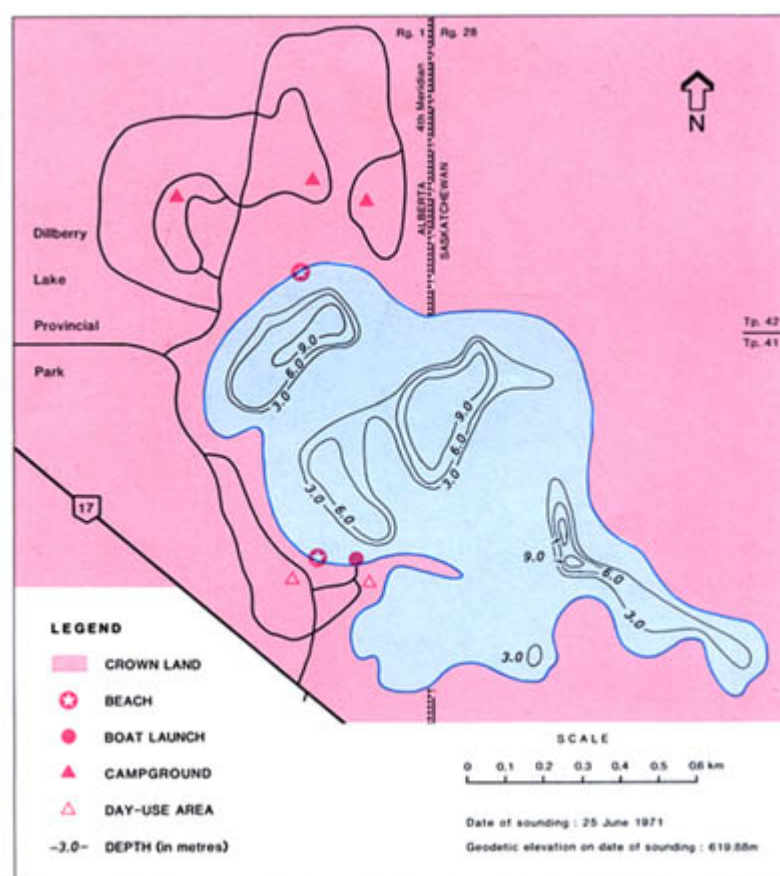 Rg. 1 Rg. 28
4th Meridian
ALBERTA
SASKATCHEWAN
N
Dillberry
Lake
Provincial
Park
Tp. 42
Tp. 41
9.0
6.0
3.0
9.0
6.0
3.0
3.0
6.0
17
9.0
6.0
3.0
3.0
LEGEND
CROWN LAND
BEACH
BOAT LAUNCH
CAMPGROUND
DAY-USE AREA
-3.0- DEPTH (in metres)
SCALE
0 0.1 0.2 0.3 0.4 0.5 0.6 km
Date of sounding : 25 June 1971
Geodetic elevation on date of sounding : 619.88m